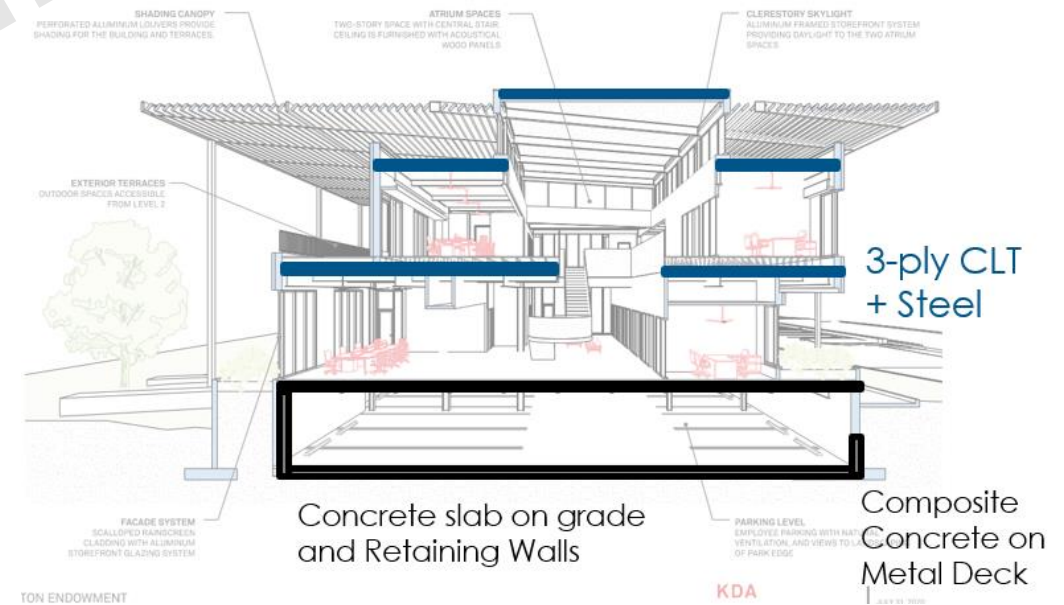 SHADING CANOPY
PERFORATED ALUMINUM LOUVERS PROVIDE
SHADING FOR THE BUILDING AND TERRACES.
ATRIUM SPACES
TWO-STORY SPACE WITH CENTRAL STAIR.
CEILING IS FURNISHED WITH ACOUSTICAL
WOOD PANELS
CLERESTORY SKYLIGHT
ALUMINUM FRAMED STOREFRONT SYSTEM
PROVIDING DAYLIGHT TO THE TWO ATRIUM
SPACES.
EXTERIOR TERRACES
OUTDOOR SPACES ACCESSIBLE
FROM LEVEL 2
3-ply CLT
+ Steel
FACADE SYSTEM
SCALLOPED RAINSCREEN
CLADDING WITH ALUMINUM
STOREFRONT GLAZING SYSTEM
Concrete slab on grade
and Retaining Walls
PARKING LEVEL
EMPLOYEE PARKING WITH
VENTILATION, AND VIEWS TO
OF PARK EDGE
Composite
Concrete on
Metal Deck
TON ENDOWMENT
KDA